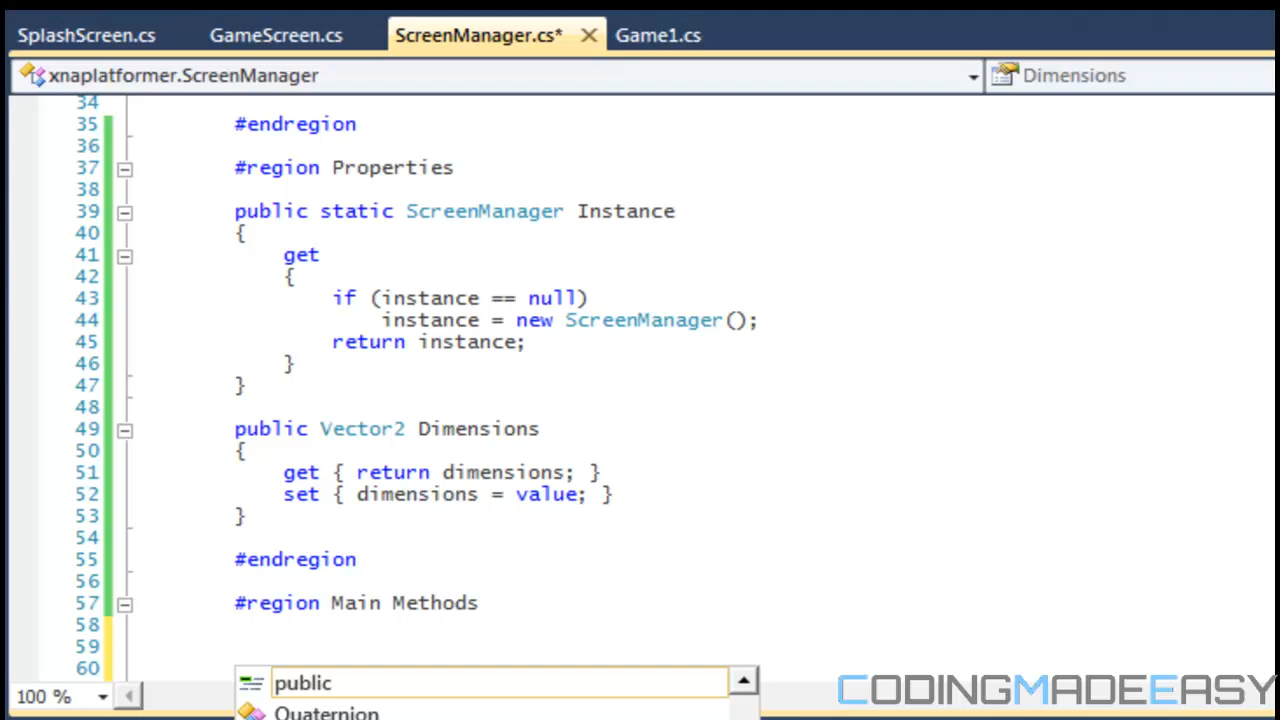 SplashScreen.cs GameScreen.cs ScreenManager.cs* Game1.cs
xnaplatformer.ScreenManager Dimensions
34
35 #endregion
36
37 #region Properties
38
39 public static ScreenManager Instance
40 {
41 get
42 {
43 if (instance == null)
44 instance = new ScreenManager();
45 return instance;
46 }
47 }
48
49 public Vector2 Dimensions
50 {
51 get { return dimensions; }
52 set { dimensions = value; }
53 }
54
55 #endregion
56
57 #region Main Methods
58
59
60
public
Quaternion
100 %
CODINGMADEEASY